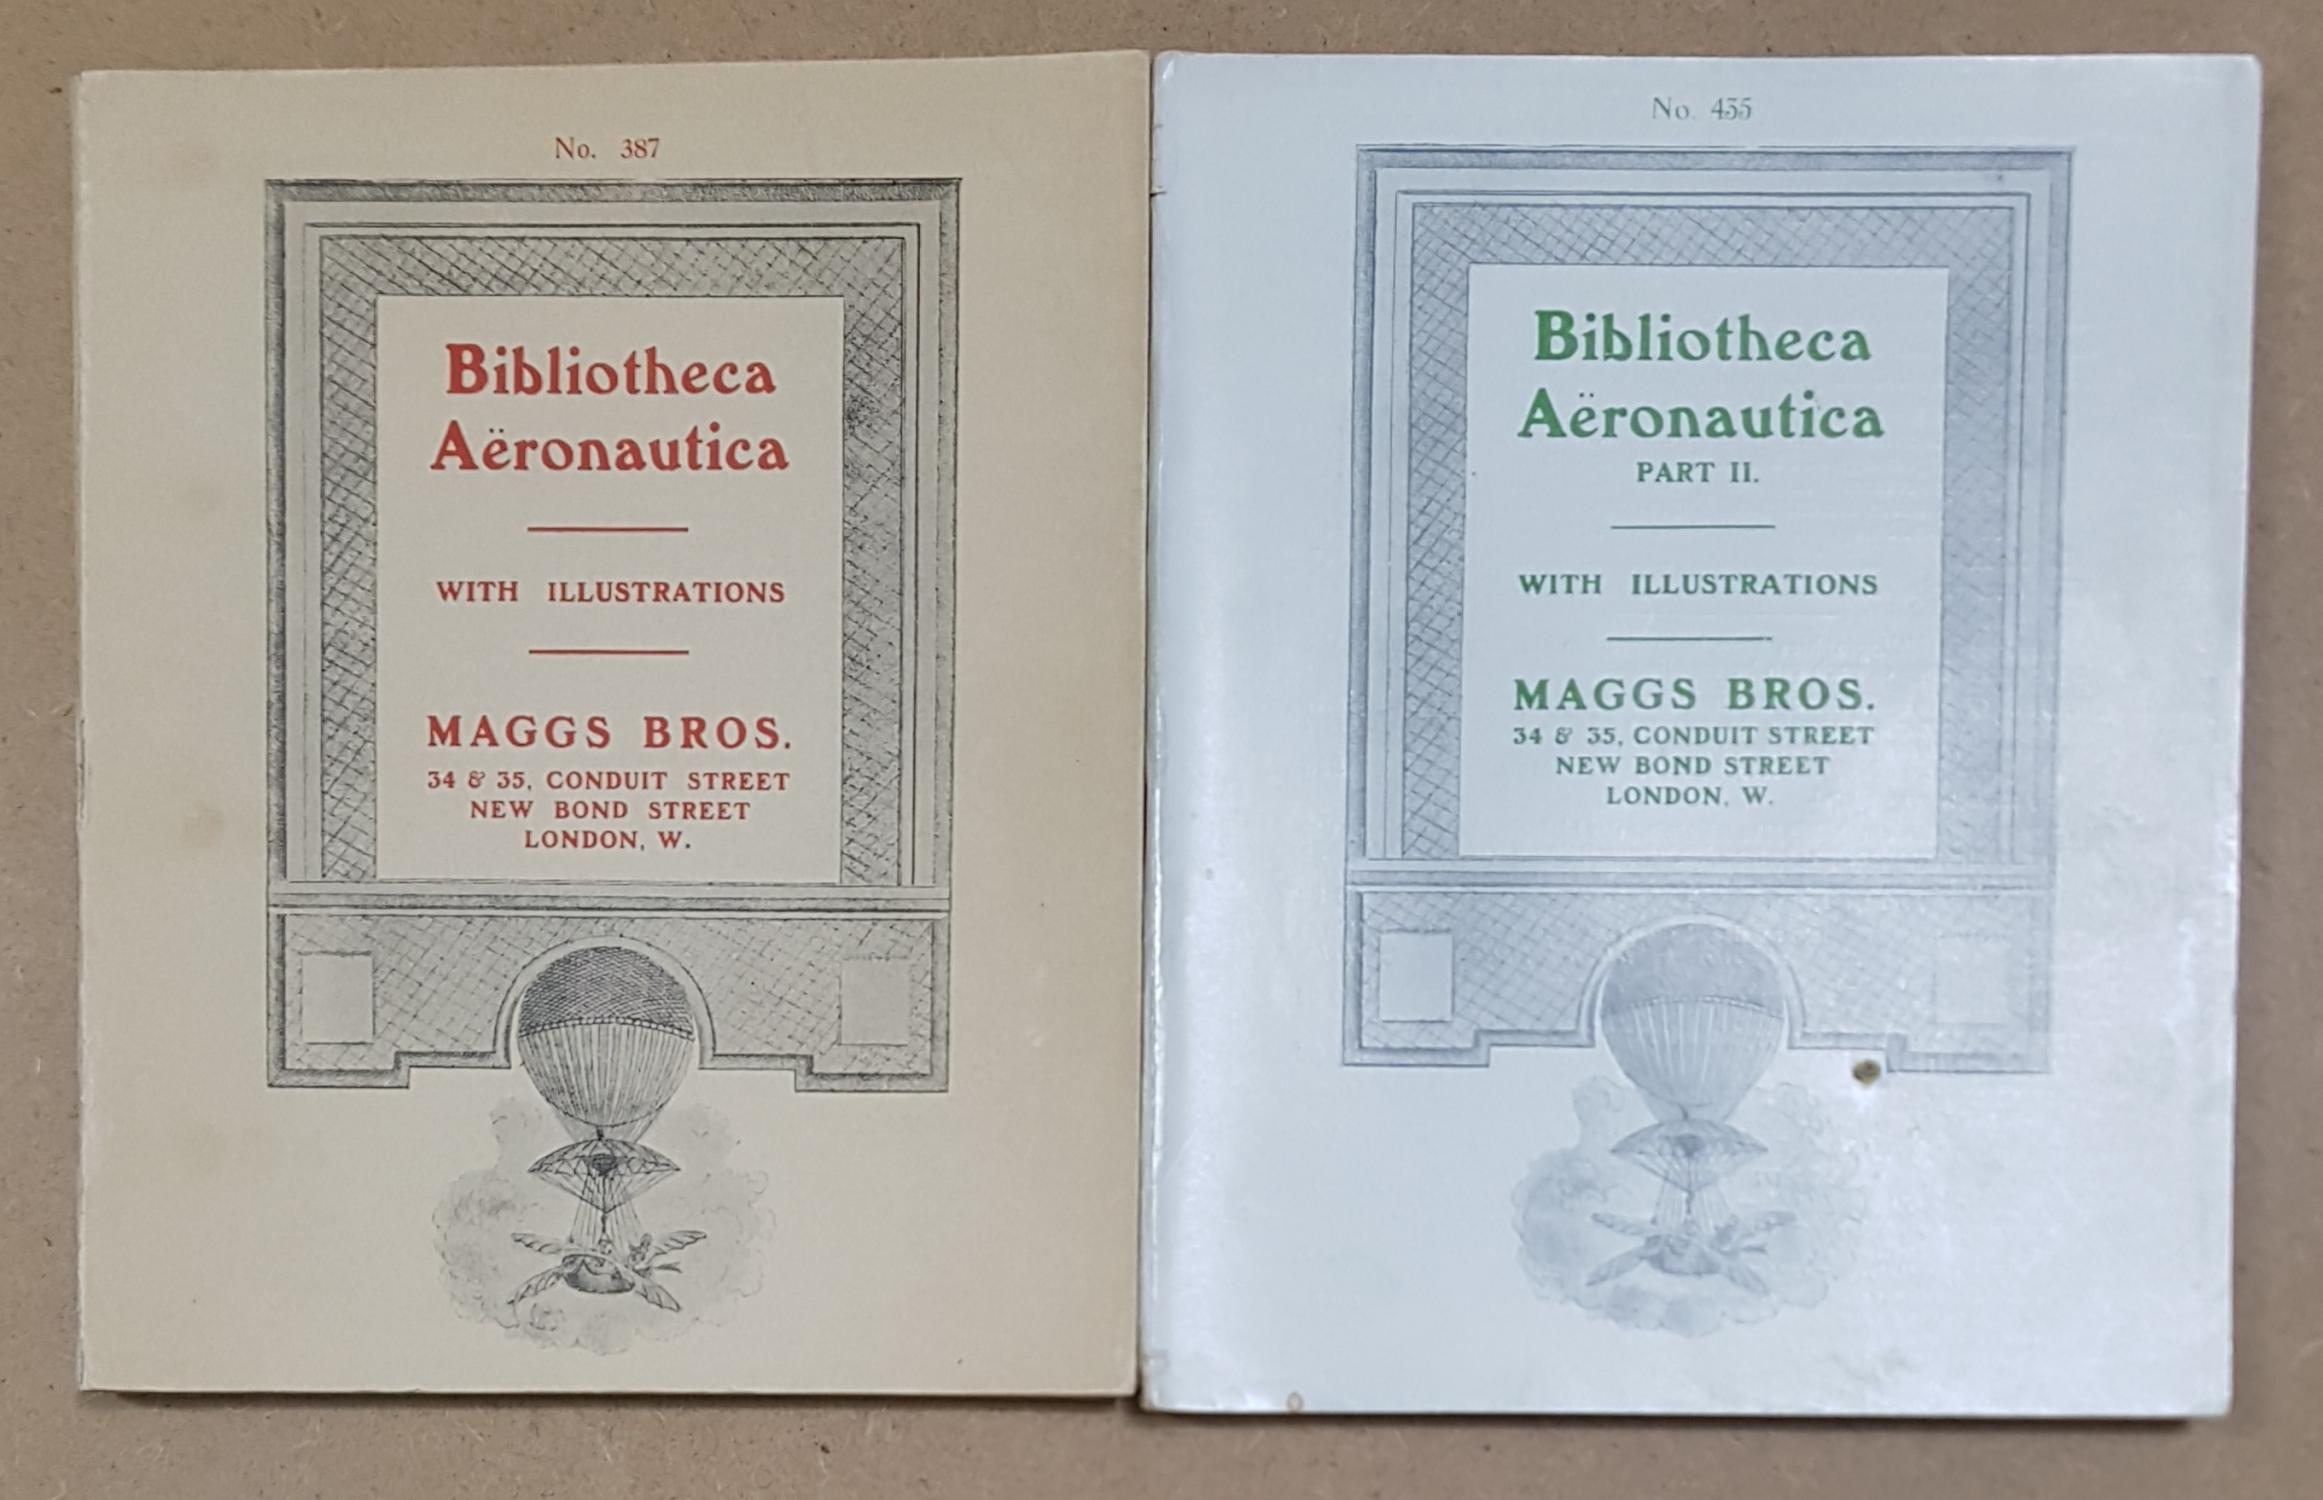 No. 387
Bibliotheca
Aëronautica
WITH ILLUSTRATIONS
MAGGS BROS.
34 & 35, CONDUIT STREET
NEW BOND STREET
LONDON, W.
No. 435
Bibliotheca
Aëronautica
PART II.
WITH ILLUSTRATIONS
MAGGS BROS.
34 & 35, CONDUIT STREET
NEW BOND STREET
LONDON, W.